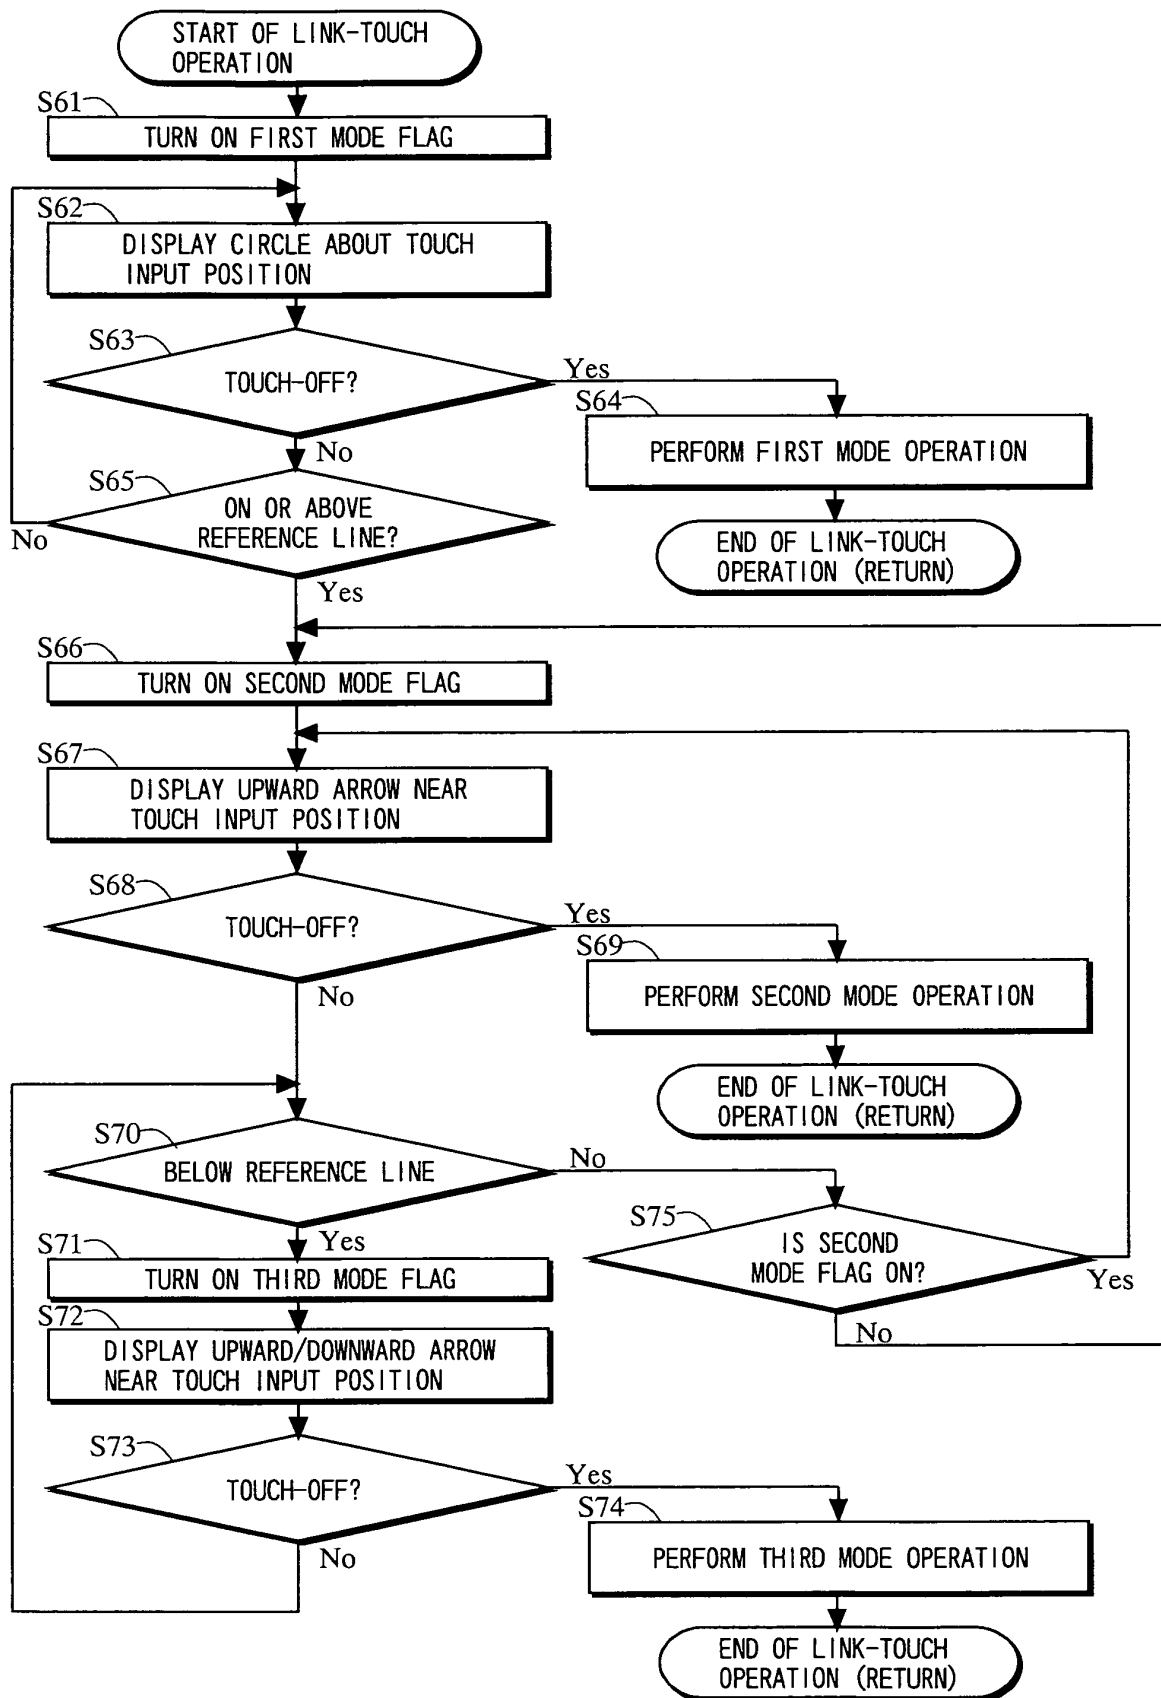 START OF LINK-TOUCH
OPERATION
S61
TURN ON FIRST MODE FLAG
S62
DISPLAY CIRCLE ABOUT TOUCH
INPUT POSITION
S63
TOUCH-OFF?
Yes
S64
PERFORM FIRST MODE OPERATION
END OF LINK-TOUCH
OPERATION (RETURN)
No
S65
ON OR ABOVE
REFERENCE LINE?
No
Yes
S66
TURN ON SECOND MODE FLAG
S67
DISPLAY UPWARD ARROW NEAR
TOUCH INPUT POSITION
S68
TOUCH-OFF?
Yes
S69
PERFORM SECOND MODE OPERATION
END OF LINK-TOUCH
OPERATION (RETURN)
No
S70
BELOW REFERENCE LINE
No
S75
IS SECOND
MODE FLAG ON?
Yes
No
Yes
S71
TURN ON THIRD MODE FLAG
S72
DISPLAY UPWARD/DOWNWARD ARROW
NEAR TOUCH INPUT POSITION
S73
TOUCH-OFF?
Yes
S74
PERFORM THIRD MODE OPERATION
END OF LINK-TOUCH
OPERATION (RETURN)
No